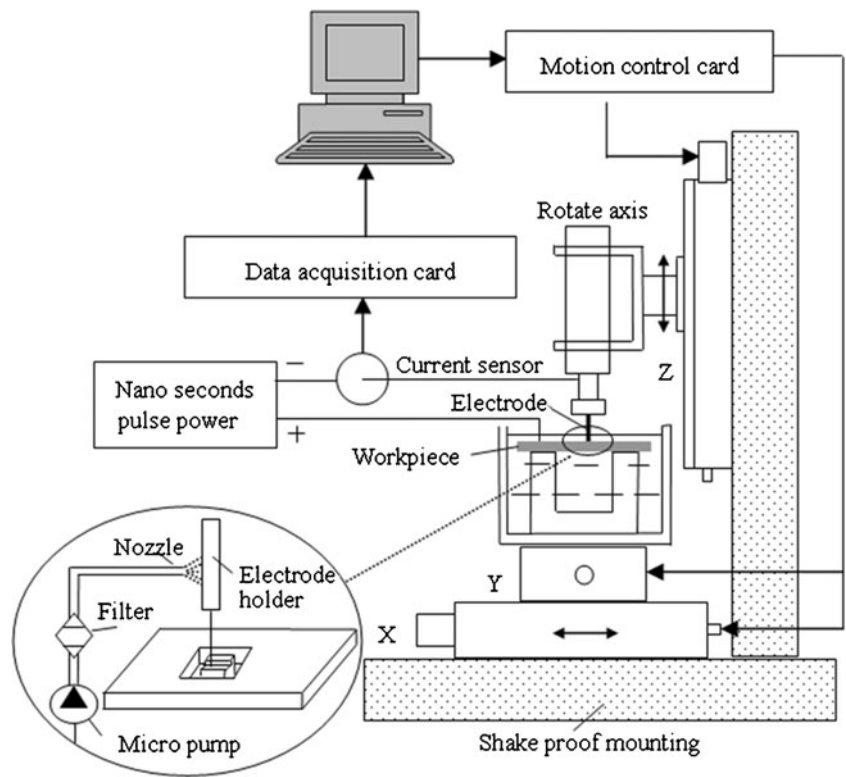 Motion control card
Rotate axis
Data acquisition card
Z
−
Current sensor
Nano seconds
pulse power
+
Electrode
Workpiece
Nozzle
Electrode
holder
Filter
Y
X
Micro pump
Shake proof mounting